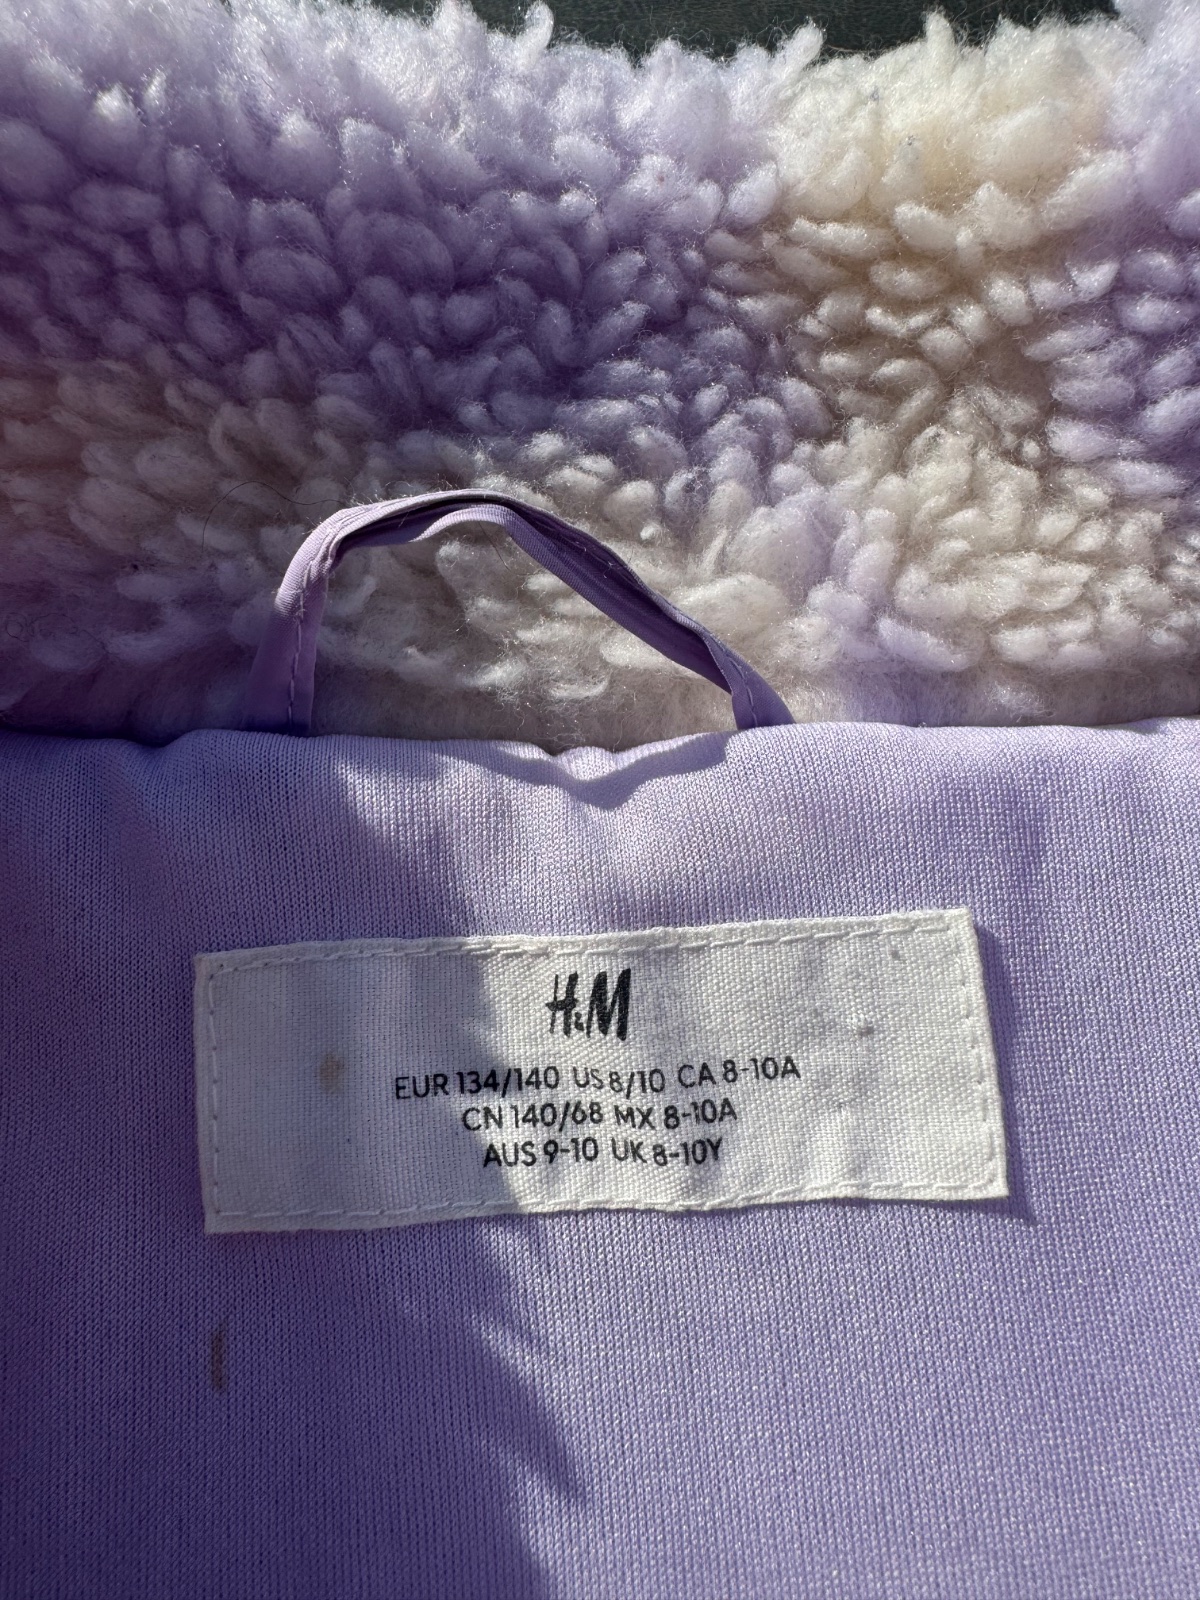 H&M
EUR 134/140 US 8/10 CA 8-10A
CN 140/68 MX 8-10A
AUS 9-10 UK 8-10Y